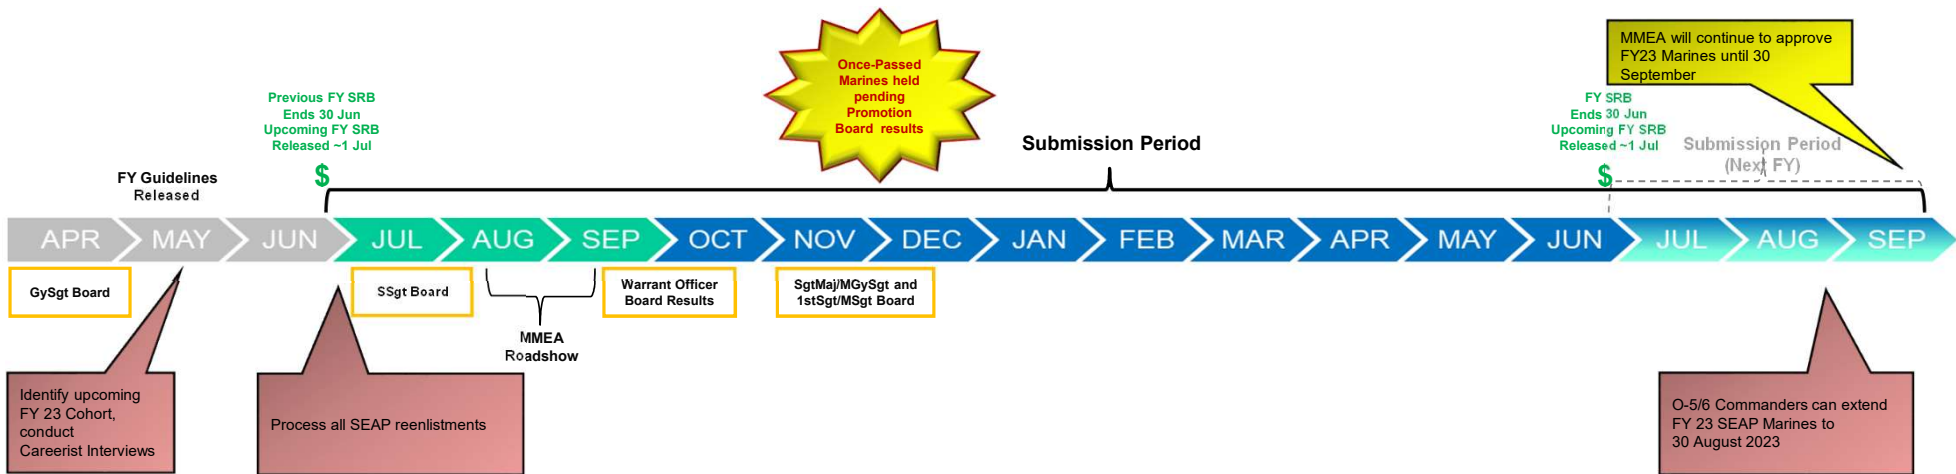 Once-Passed
Marines held
pending
Promotion
Board results
MMEA will continue to approve
FY23 Marines until 30
September
Previous FY SRB
Ends 30 Jun
Upcoming FY SRB
Released ~1 Jul
$
FY SRB
Ends 30 Jun
Upcoming FY SRB
Released ~1 Jul
$
Submission Period
Submission Period
(Next FY)
FY Guidelines
Released
APR MAY JUN JUL AUG SEP OCT NOV DEC JAN FEB MAR APR MAY JUN JUL AUG SEP
GySgt Board
SSgt Board
MMEA
Roadshow
Warrant Officer
Board Results
SgtMaj/MGySgt and
1stSgt/MSgt Board
Identify upcoming
FY 23 Cohort,
conduct
Careerist Interviews
Process all SEAP reenlistments
O-5/6 Commanders can extend
FY 23 SEAP Marines to
30 August 2023